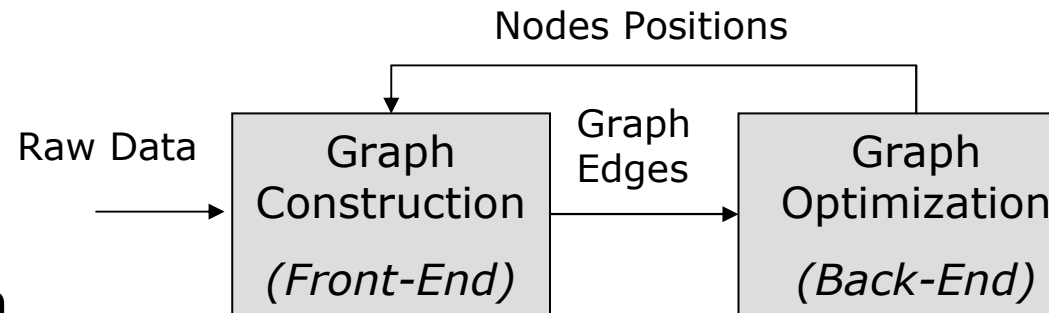 Nodes Positions
Raw Data
Graph
Construction
(Front-End)
Graph
Edges
Graph
Optimization
(Back-End)